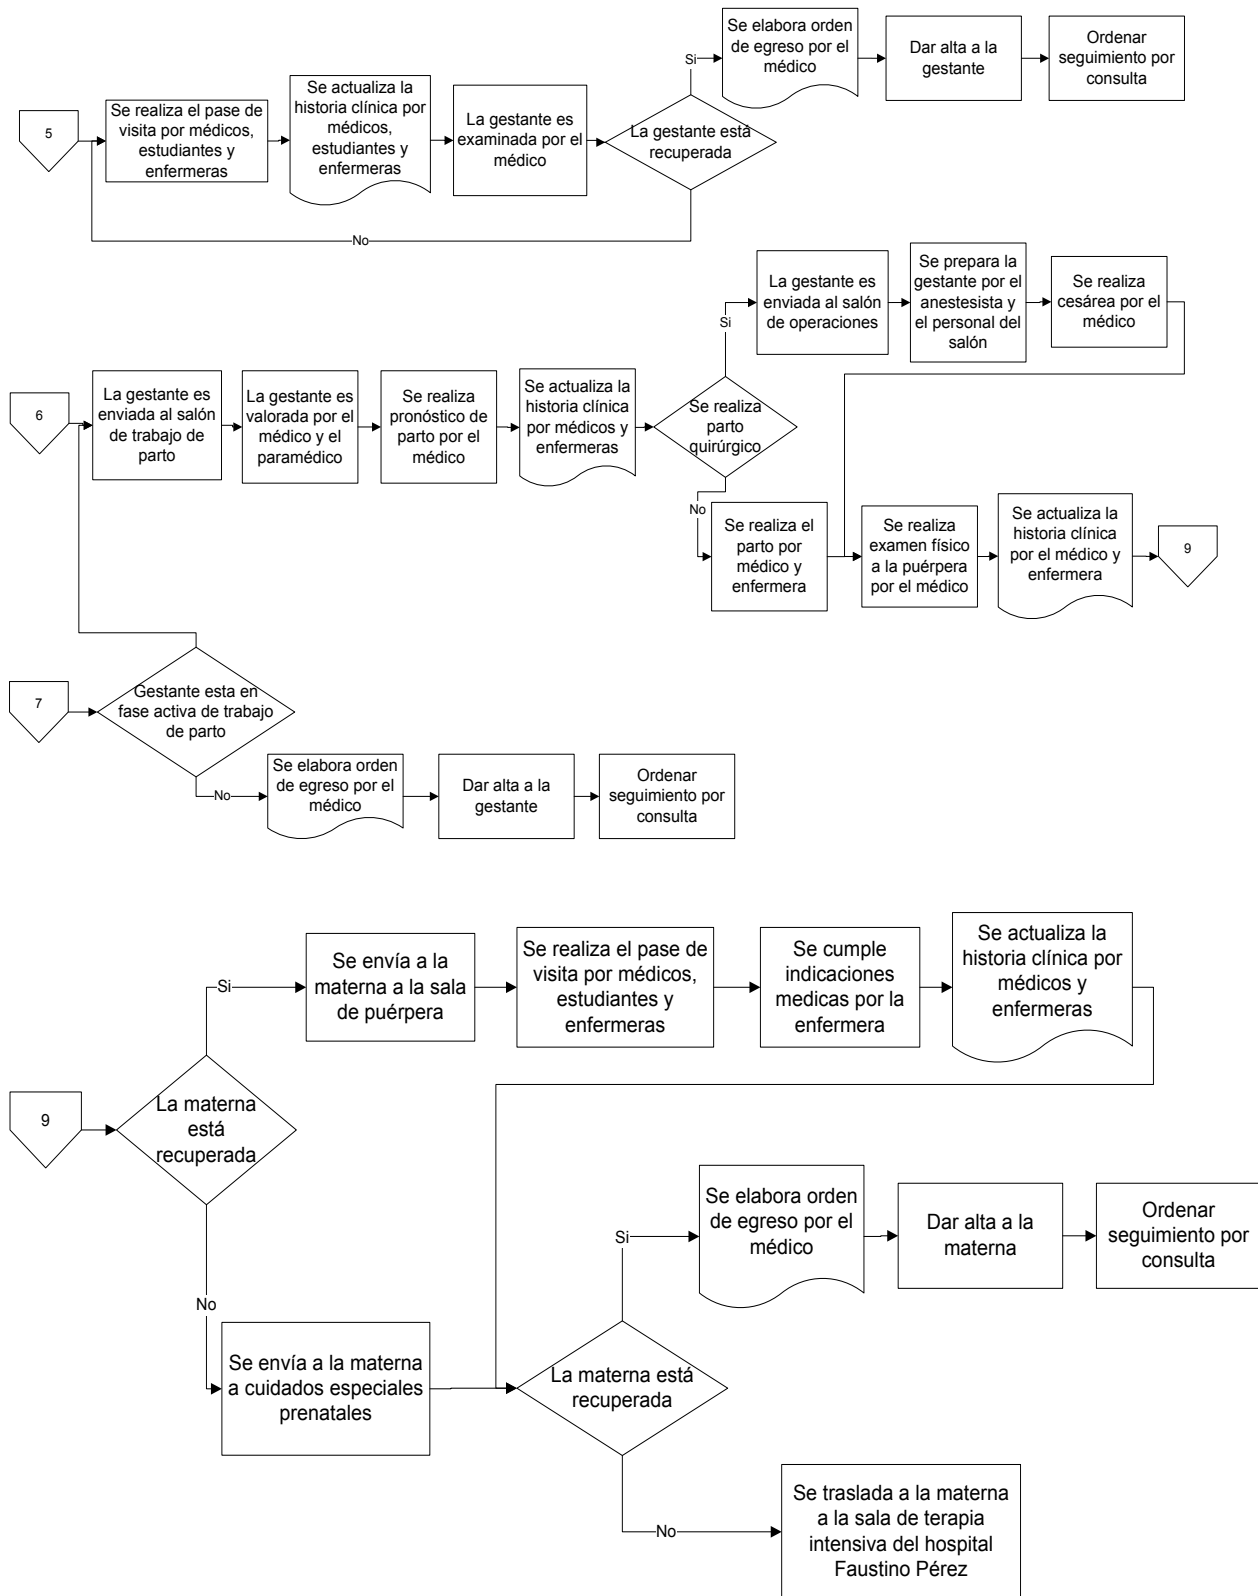 5
Se realiza el pase de
visita por médicos,
estudiantes y
enfermeras
Se actualiza la
historia clínica por
médicos,
estudiantes y
enfermeras
La gestante es
examinada por el
médico
La gestante está
recuperada
Si
Se elabora orden
de egreso por el
médico
Dar alta a la
gestante
Ordenar
seguimiento por
consulta
No
6
La gestante es
enviada al salón
de trabajo de
parto
La gestante es
valorada por el
médico y el
paramédico
Se realiza
pronóstico de
parto por el
médico
Se actualiza la
historia clínica
por médicos y
enfermeras
Se realiza
parto
quirúrgico
Si
La gestante es
enviada al salón
de operaciones
Se prepara la
gestante por el
anestesista y
el personal del
salón
Se realiza
cesárea por el
médico
No
Se realiza el
parto por
médico y
enfermera
Se realiza
examen físico
a la puérpera
por el médico
Se actualiza la
historia clínica
por el médico y
enfermera
9
7
Gestante esta en
fase activa de trabajo
de parto
No
Se elabora orden
de egreso por el
médico
Dar alta a la
gestante
Ordenar
seguimiento por
consulta
9
La materna
está
recuperada
Si
Se envía a la
materna a la sala
de puérpera
Se realiza el pase de
visita por médicos,
estudiantes y
enfermeras
Se cumple
indicaciones
medicas por la
enfermera
Se actualiza la
historia clínica por
médicos y
enfermeras
No
Se envía a la materna
a cuidados especiales
prenatales
La materna está
recuperada
Si
Se elabora orden
de egreso por el
médico
Dar alta a la
materna
Ordenar
seguimiento por
consulta
No
Se traslada a la materna
a la sala de terapia
intensiva del hospital
Faustino Pérez